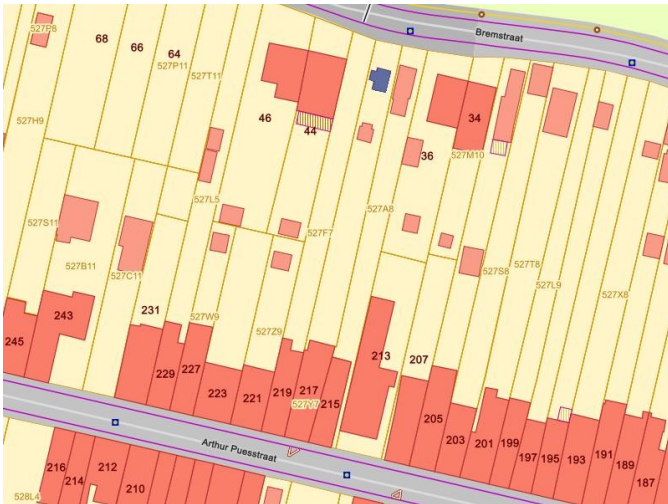 527P8
Bremstraat
68
66
64
527P11
527T11
527H9
46
44
34
36
527M10
527L5
527S11
527A8
527F7
527B11
527C11
527S8
527T8
527L9
527X8
231
527W9
243
245
527Z9
213
207
229
227
223
221
219
217
527Y7
215
205
203
201
199
197
195
193
191
189
187
Arthur Puesstraat
216
214
212
210
528L4